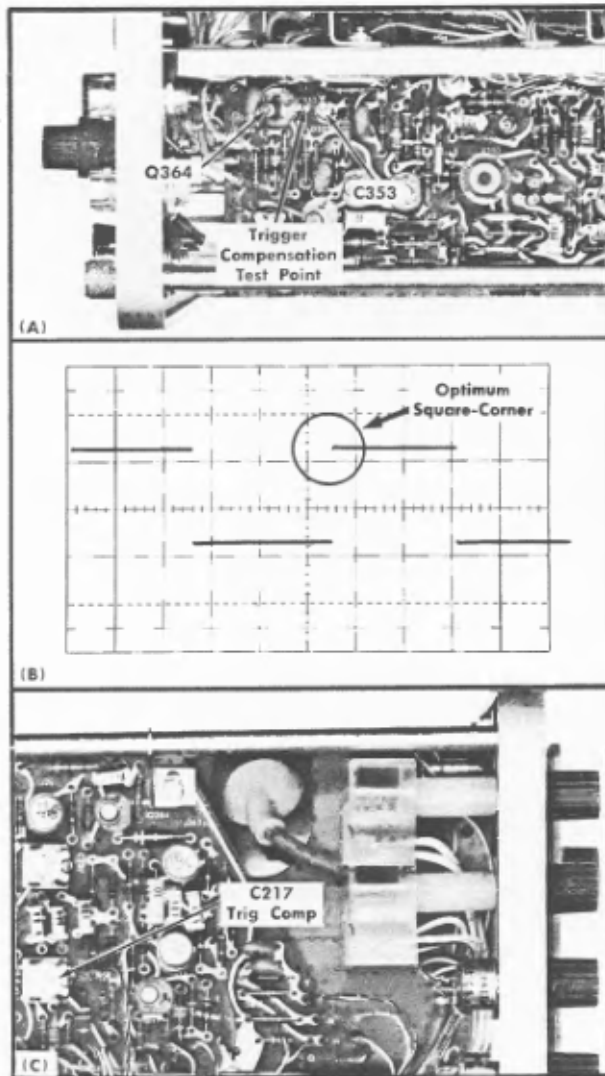 Q364
C353
Trigger
Compensation
Test Point
(A)
Optimum
Square-Corner
(B)
C217
Trig Comp
(C)